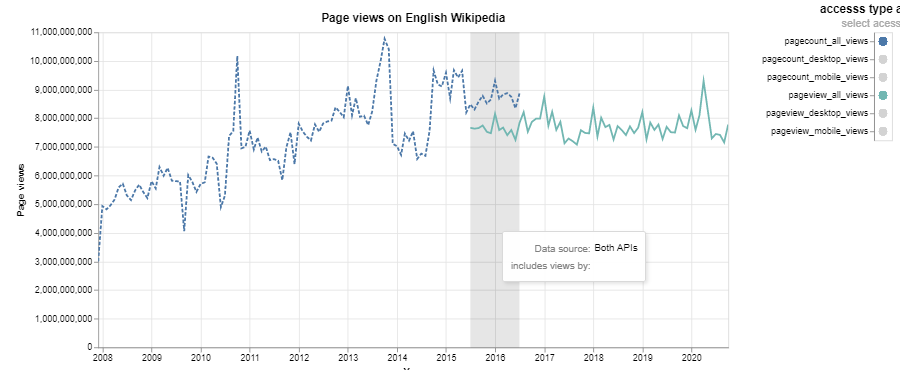 Page views on English Wikipedia
accesss type a
select acess
11,000,000,000
10,000,000,000
9,000,000,000
8,000,000,000
7,000,000,000
6,000,000,000
5,000,000,000
4,000,000,000
3,000,000,000
2,000,000,000
1,000,000,000
0
Page views
pagecount_all_views
pagecount_desktop_views
pagecount_mobile_views
pageview_all_views
pageview_desktop_views
pageview_mobile_views
Data source: Both APIs
includes views by:
2008 2009 2010 2011 2012 2013 2014 2015 2016 2017 2018 2019 2020